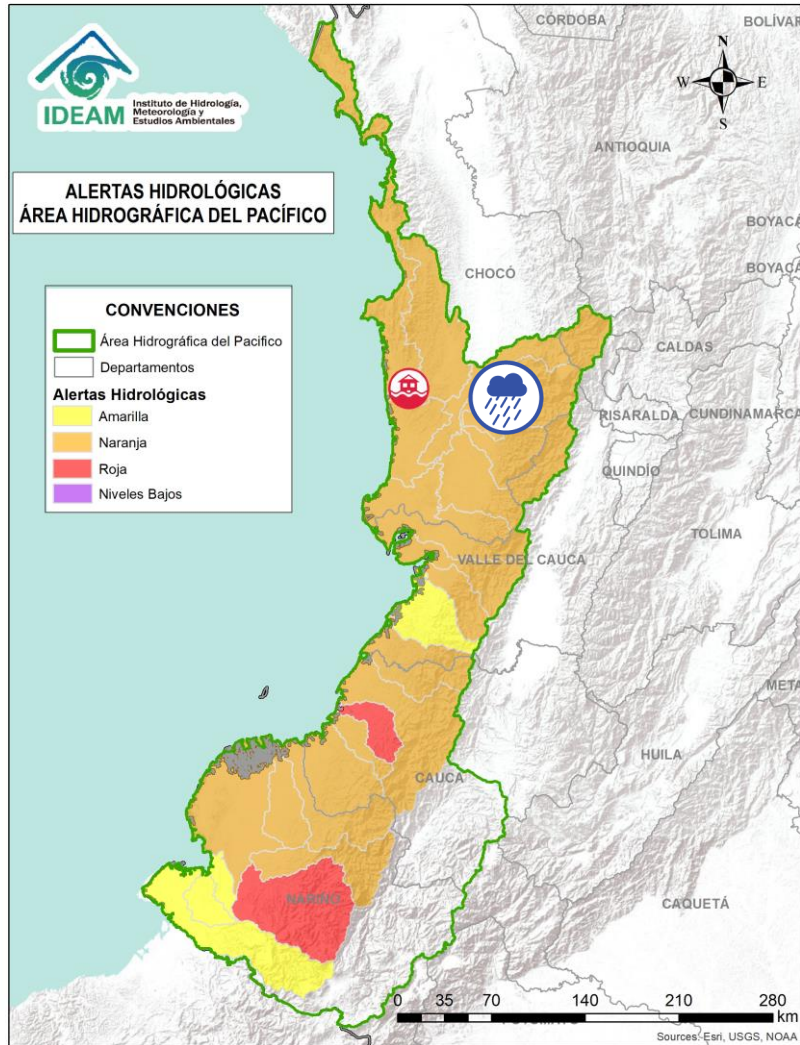 CÓRDOBA
BOLÍVAR
N
W
E
S
IDEAM
Instituto de Hidrología,
Meteorología y
Estudios Ambientales
ANTIOQUIA
ALERTAS HIDROLÓGICAS
ÁREA HIDROGRÁFICA DEL PACÍFICO
BOYACÁ
BOYACÁ
CHOCÓ
CONVENCIONES
Área Hidrográfica del Pacifico
Departamentos
Alertas Hidrológicas
Amarilla
Naranja
Roja
Niveles Bajos
CALDAS
RISARALDA
CUNDINAMARCA
QUINDÍO
TOLIMA
VALLE DEL CAUCA
META
HUILA
CAUCA
NARIÑO
CAQUETÁ
0 35 70 140 210 280
km
Sources: Esri, USGS, NOAA